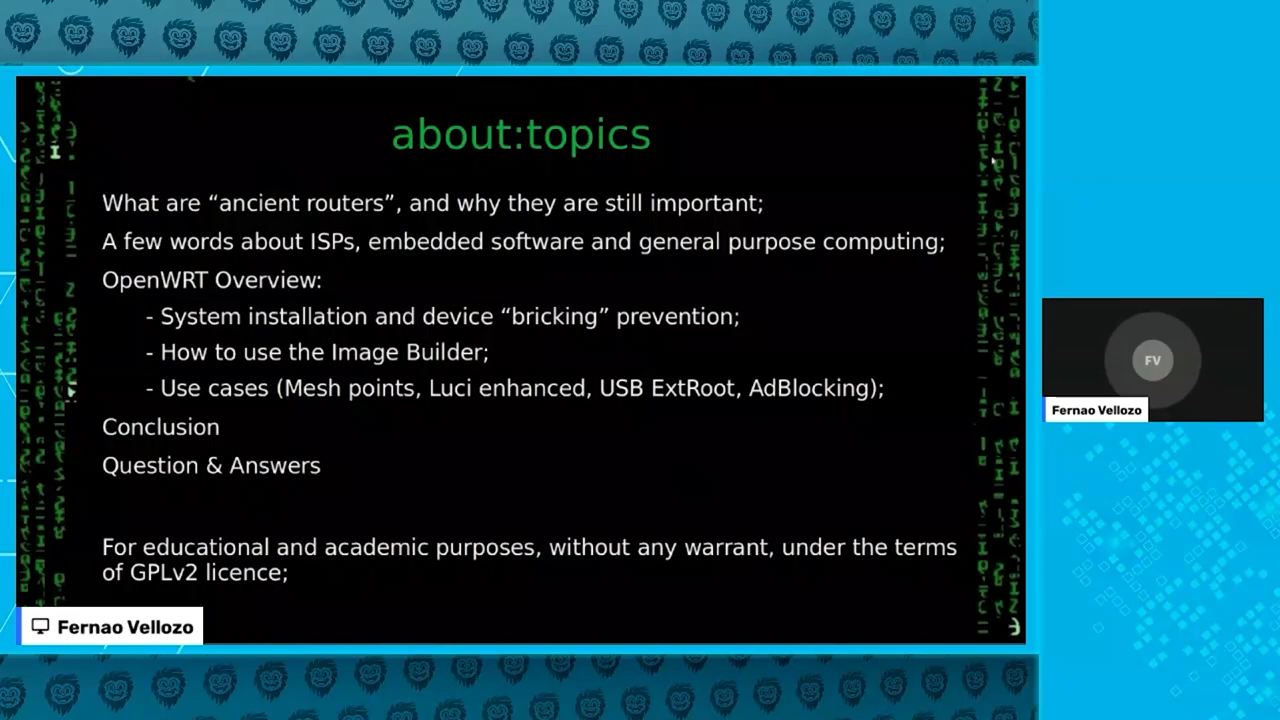 about:topics
What are “ancient routers”, and why they are still important;
A few words about ISPs, embedded software and general purpose computing;
OpenWRT Overview:
- System installation and device “bricking” prevention;
- How to use the Image Builder;
- Use cases (Mesh points, Luci enhanced, USB ExtRoot, AdBlocking);
Conclusion
Question & Answers
For educational and academic purposes, without any warrant, under the terms
of GPLv2 licence;
Fernao Vellozo
FV
Fernao Vellozo